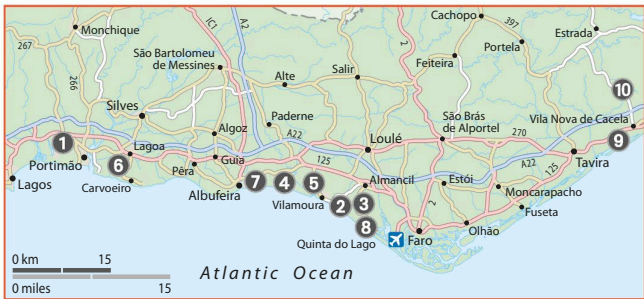 Cachopo
397
Monchique
Estrada
IC1
A2
2
Portela
267
São Bartolomeu
de Messines
Feiteira
266
Alte
Salir
10
Silves
Paderne
São Brás
de Alportel
Vila Nova de Cacela
1
Lagoa
Algoz
A22
Loulé
270
9
Portimão
6
Guia
125
A22
Tavira
Lagos
Pêra
7
4
5
Almancil
Estói
125
Carvoeiro
Albufeira
Vilamoura
2
3
2
Moncarapacho
8
Fuseta
Quinta do Lago
Faro
Olhão
0 km 15
0 miles 15
Atlantic Ocean